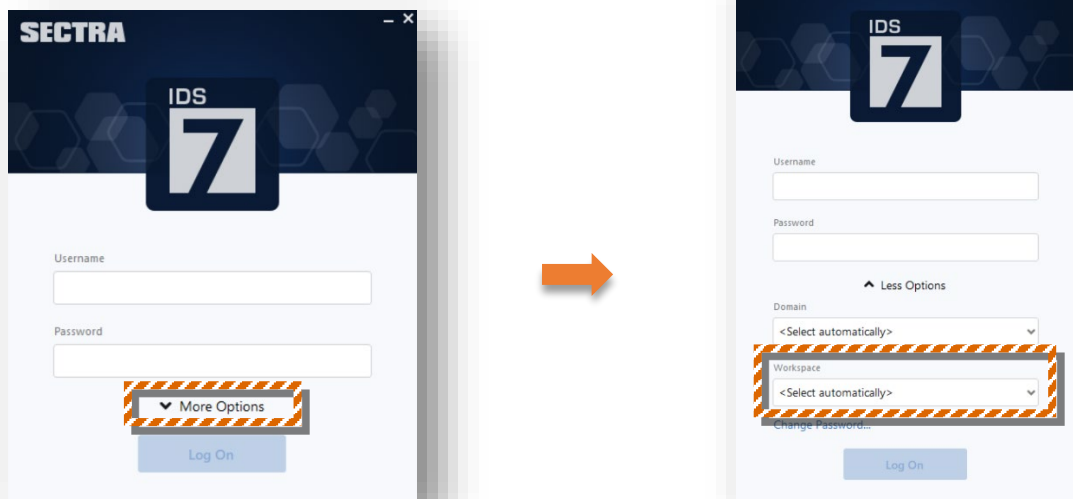 SECTRA
IDS
7
Username
Password
More Options
Log On
IDS
7
Username
Password
Less Options
Domain
<Select automatically>
Workspace
<Select automatically>
Change Password...
Log On